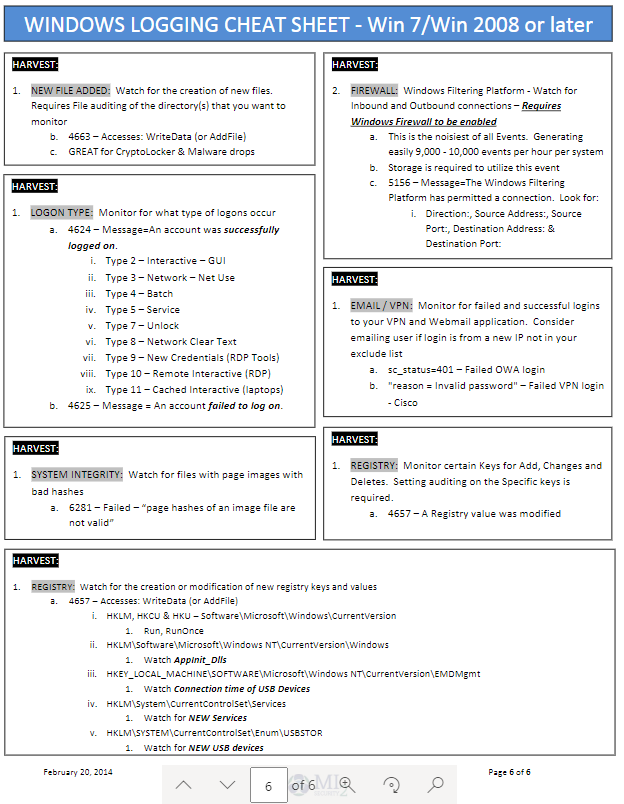 WINDOWS LOGGING CHEAT SHEET - Win 7/Win 2008 or later
HARVEST:
1. NEW FILE ADDED: Watch for the creation of new files.
Requires File auditing of the directory(s) that you want to
monitor
b. 4663 – Accesses: WriteData (or AddFile)
c. GREAT for CryptoLocker & Malware drops
HARVEST:
1. LOGON TYPE: Monitor for what type of logons occur
a. 4624 – Message=An account was successfully
logged on.
i. Type 2 – Interactive – GUI
ii. Type 3 – Network – Net Use
iii. Type 4 – Batch
iv. Type 5 – Service
v. Type 7 – Unlock
vi. Type 8 – Network Clear Text
vii. Type 9 – New Credentials (RDP Tools)
viii. Type 10 – Remote Interactive (RDP)
ix. Type 11 – Cached Interactive (laptops)
b. 4625 – Message = An account failed to log on.
HARVEST:
1. SYSTEM INTEGRITY: Watch for files with page images with
bad hashes
a. 6281 – Failed – “page hashes of an image file are
not valid”
HARVEST:
2. FIREWALL: Windows Filtering Platform - Watch for
Inbound and Outbound connections – Requires
Windows Firewall to be enabled
a. This is the noisiest of all Events. Generating
easily 9,000 - 10,000 events per hour per system
b. Storage is required to utilize this event
c. 5156 – Message=The Windows Filtering
Platform has permitted a connection. Look for:
i. Direction:, Source Address:, Source
Port:, Destination Address: &
Destination Port:
HARVEST:
1. EMAIL / VPN: Monitor for failed and successful logins
to your VPN and Webmail application. Consider
emailing user if login is from a new IP not in your
exclude list
a. sc_status=401 – Failed OWA login
b. "reason = Invalid password" – Failed VPN login
- Cisco
HARVEST:
1. REGISTRY: Monitor certain Keys for Add, Changes and
Deletes. Setting auditing on the Specific keys is
required.
a. 4657 – A Registry value was modified
HARVEST:
1. REGISTRY: Watch for the creation or modification of new registry keys and values
a. 4657 – Accesses: WriteData (or AddFile)
i. HKLM, HKCU & HKU – Software\Microsoft\Windows\CurrentVersion
1. Run, RunOnce
ii. HKLM\Software\Microsoft\Windows NT\CurrentVersion\Windows
1. Watch AppInit_Dlls
iii. HKEY_LOCAL_MACHINE\SOFTWARE\Microsoft\Windows NT\CurrentVersion\EMDMgmt
1. Watch Connection time of USB Devices
iv. HKLM\System\CurrentControlSet\Services
1. Watch for NEW Services
v. HKLM\SYSTEM\CurrentControlSet\Enum\USBSTOR
1. Watch for NEW USB devices
February 20, 2014
6 of 6
Page 6 of 6